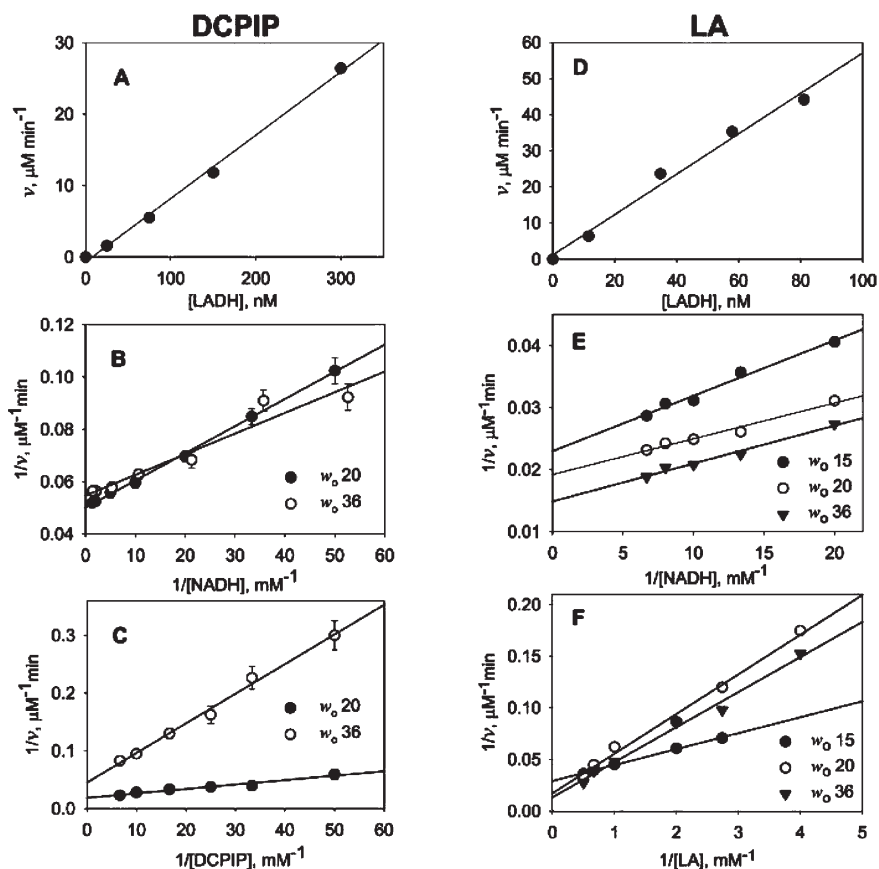 DCPIP
30
20
10
0
ν, µM min⁻¹
A
0 100 200 300
[LADH], nM
0.12
0.10
0.08
0.06
0.04
1/ν, µM⁻¹min
B
w₀ 20
w₀ 36
0 10 20 30 40 50 60
1/[NADH], mM⁻¹
0.3
0.2
0.1
0.0
1/ν, µM⁻¹min
C
w₀ 20
w₀ 36
0 10 20 30 40 50 60
1/[DCPIP], mM⁻¹
LA
60
50
40
30
20
10
0
ν, µM min⁻¹
D
0 20 40 60 80 100
[LADH], nM
0.04
0.03
0.02
0.01
1/ν, µM⁻¹min
E
w₀ 15
w₀ 20
w₀ 36
0 5 10 15 20
1/[NADH], mM⁻¹
0.20
0.15
0.10
0.05
0.00
1/ν, µM⁻¹min
F
w₀ 15
w₀ 20
w₀ 36
0 1 2 3 4 5
1/[LA], mM⁻¹